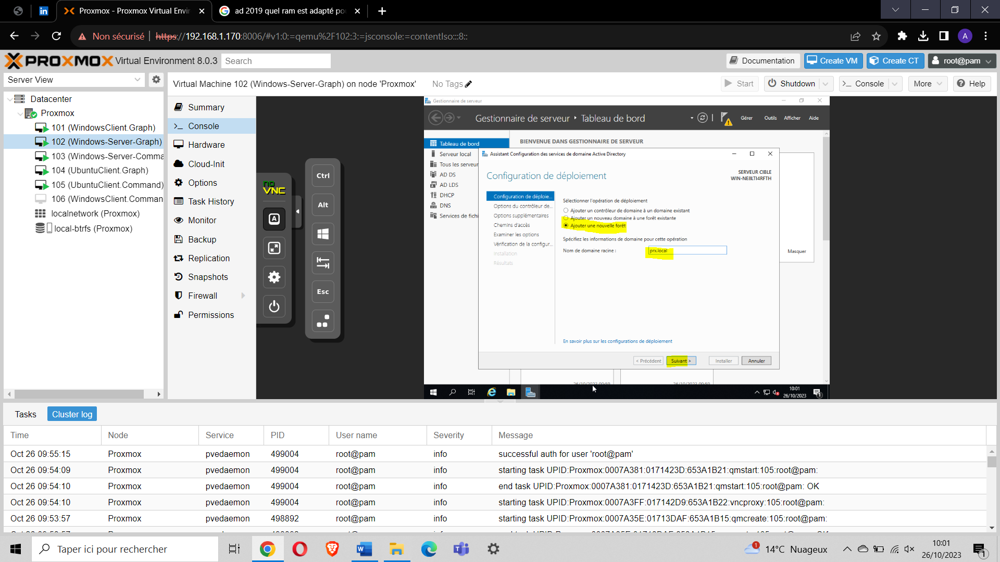 Proxmox - Proxmox Virtual Envir
ad 2019 quel ram est adapté po
Non sécurisé
https://192.168.1.170:8006/#v1:0:=qemu%2F102:3:=jsconsole:=contentIso:::8::
A
PROXMOX Virtual Environment 8.0.3
Search
Documentation
Create VM
Create CT
root@pam
Server View
Virtual Machine 102 (Windows-Server-Graph) on node 'Proxmox'
No Tags
Start
Shutdown
Console
More
Help
Datacenter
Proxmox
101 (WindowsClient.Graph)
102 (Windows-Server-Graph)
103 (Windows-Server-Comma
104 (UbuntuClient.Graph)
105 (UbuntuClient.Command)
106 (WindowsClient.Comman
localnetwork (Proxmox)
local-btrfs (Proxmox)
Summary
Console
Hardware
Cloud-Init
Options
Task History
Monitor
Backup
Replication
Snapshots
Firewall
Permissions
no
VNC
A
Ctrl
Alt
Esc
Gestionnaire de serveur
Gestionnaire de serveur
Tableau de bord
Gérer
Outils
Afficher
Aide
Tableau de bord
Serveur local
Tous les serveur
AD DS
AD LDS
DHCP
DNS
Services de fichi
BIENVENUE DANS GESTIONNAIRE DE SERVEUR
Assistant Configuration des services de domaine Active Directory
Configuration de déploiement
SERVEUR CIBLE
WIN-NE8LTI4RFTH
Configuration de déploie...
Options du contrôleur de...
Options supplémentaires
Chemins d'accès
Examiner les options
Vérification de la configur...
Installation
Résultats
Sélectionner l'opération de déploiement
Ajouter un contrôleur de domaine à un domaine existant
Ajouter un nouveau domaine à une forêt existante
Ajouter une nouvelle forêt
Spécifiez les informations de domaine pour cette opération
Nom de domaine racine :
prx.local
Masquer
En savoir plus sur les configurations de déploiement
< Précédent
Suivant >
Installer
Annuler
26/10/2023 09:59
26/10/2023 09:59
10:01
26/10/2023
1
Tasks
Cluster log
Time Node Service PID User name Severity Message
Oct 26 09:55:15 Proxmox pvedaemon 499004 root@pam info successful auth for user 'root@pam'
Oct 26 09:54:09 Proxmox pvedaemon 499004 root@pam info starting task UPID:Proxmox:0007A381:0171423D:653A1B21:qmstart:105:root@pam:
Oct 26 09:54:10 Proxmox pvedaemon 499004 root@pam info end task UPID:Proxmox:0007A381:0171423D:653A1B21:qmstart:105:root@pam: OK
Oct 26 09:54:10 Proxmox pvedaemon 499004 root@pam info starting task UPID:Proxmox:0007A3FF:017142D9:653A1B22:vncproxy:105:root@pam:
Oct 26 09:53:57 Proxmox pvedaemon 498892 root@pam info starting task UPID:Proxmox:0007A35E:01713DAF:653A1B15:qmcreate:105:root@pam:
Taper ici pour rechercher
1
14°C Nuageux
10:01
26/10/2023
1